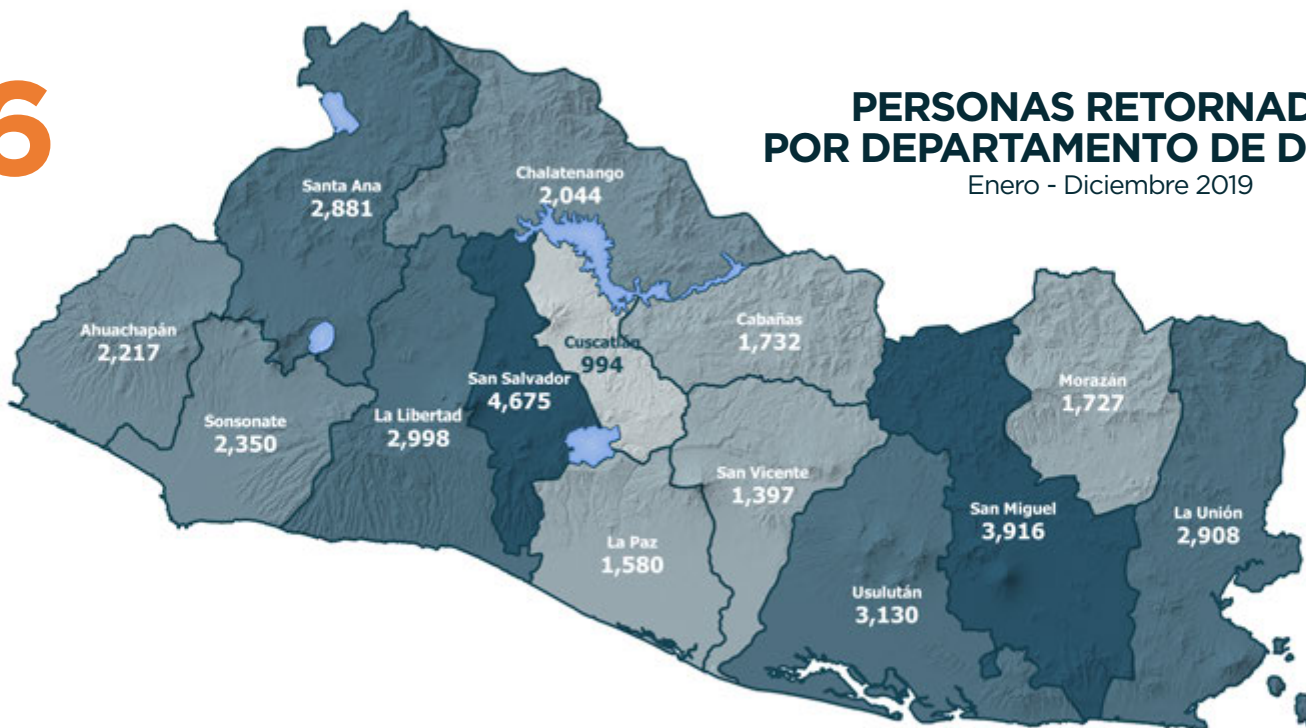 6
PERSONAS RETORNAD
POR DEPARTAMENTO DE D
Enero - Diciembre 2019
Santa Ana
2,881
Chalatenango
2,044
Ahuachapán
2,217
Sonsonate
2,350
La Libertad
2,998
San Salvador
4,675
Cuscatlán
994
Cabañas
1,732
San Vicente
1,397
La Paz
1,580
Usulután
3,130
San Miguel
3,916
Morazán
1,727
La Unión
2,908